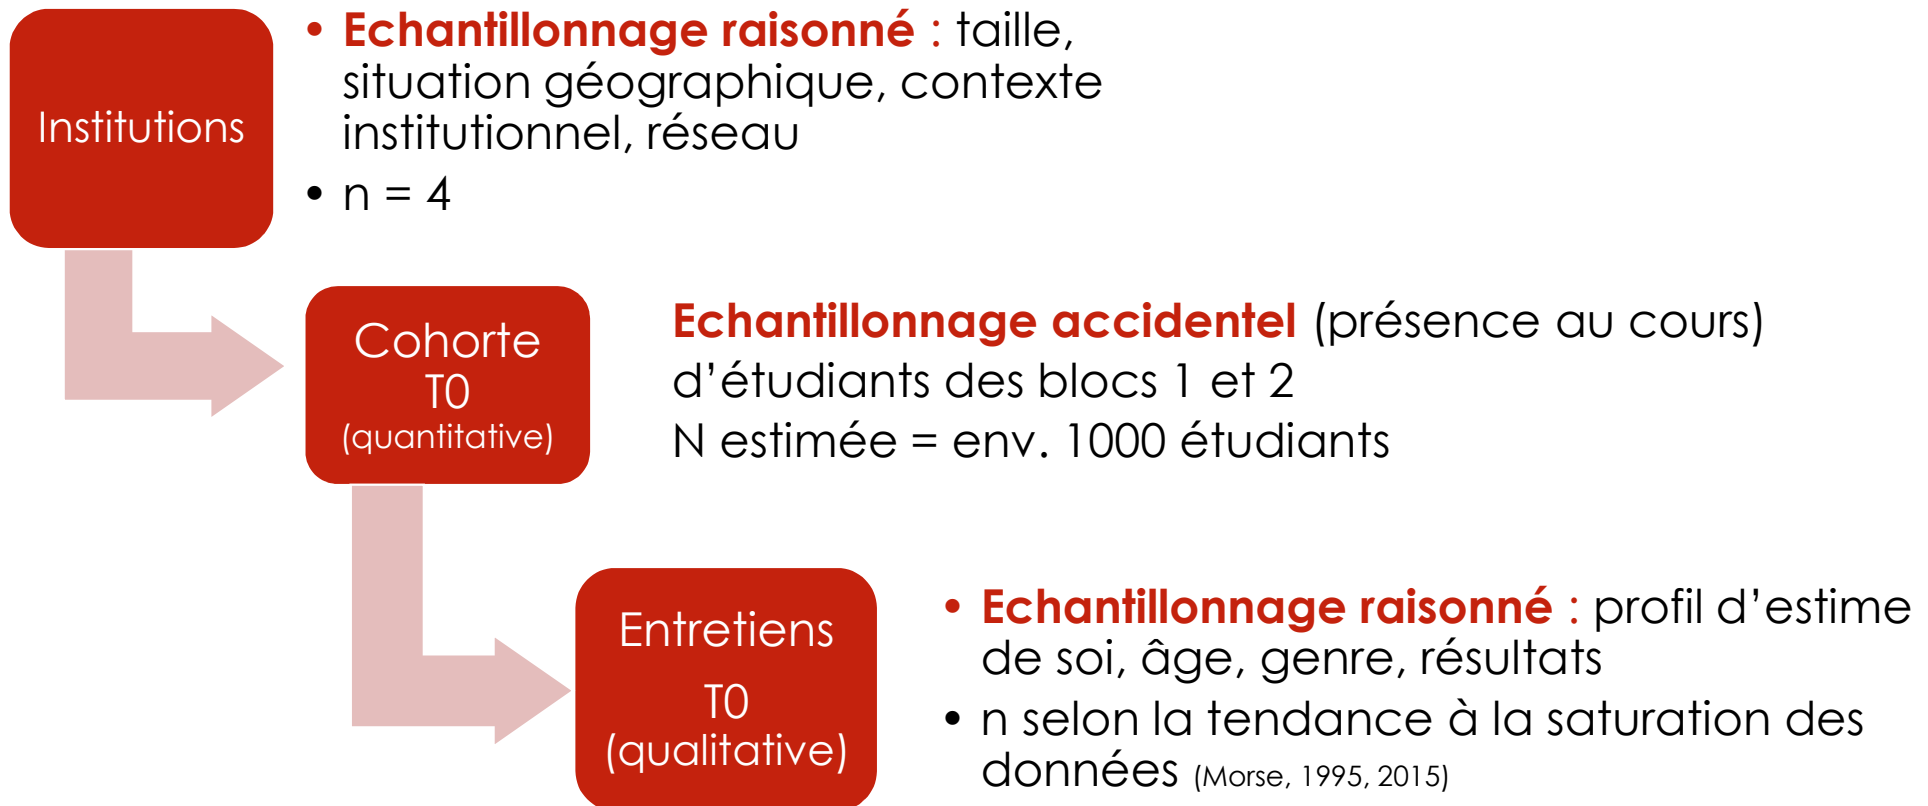 Institutions
• Echantillonnage raisonné : taille,
situation géographique, contexte
institutionnel, réseau
• n = 4
Cohorte
T0
(quantitative)
Echantillonnage accidentel (présence au cours)
d’étudiants des blocs 1 et 2
N estimée = env. 1000 étudiants
Entretiens
T0
(qualitative)
• Echantillonnage raisonné : profil d’estime
de soi, âge, genre, résultats
• n selon la tendance à la saturation des
données (Morse, 1995, 2015)